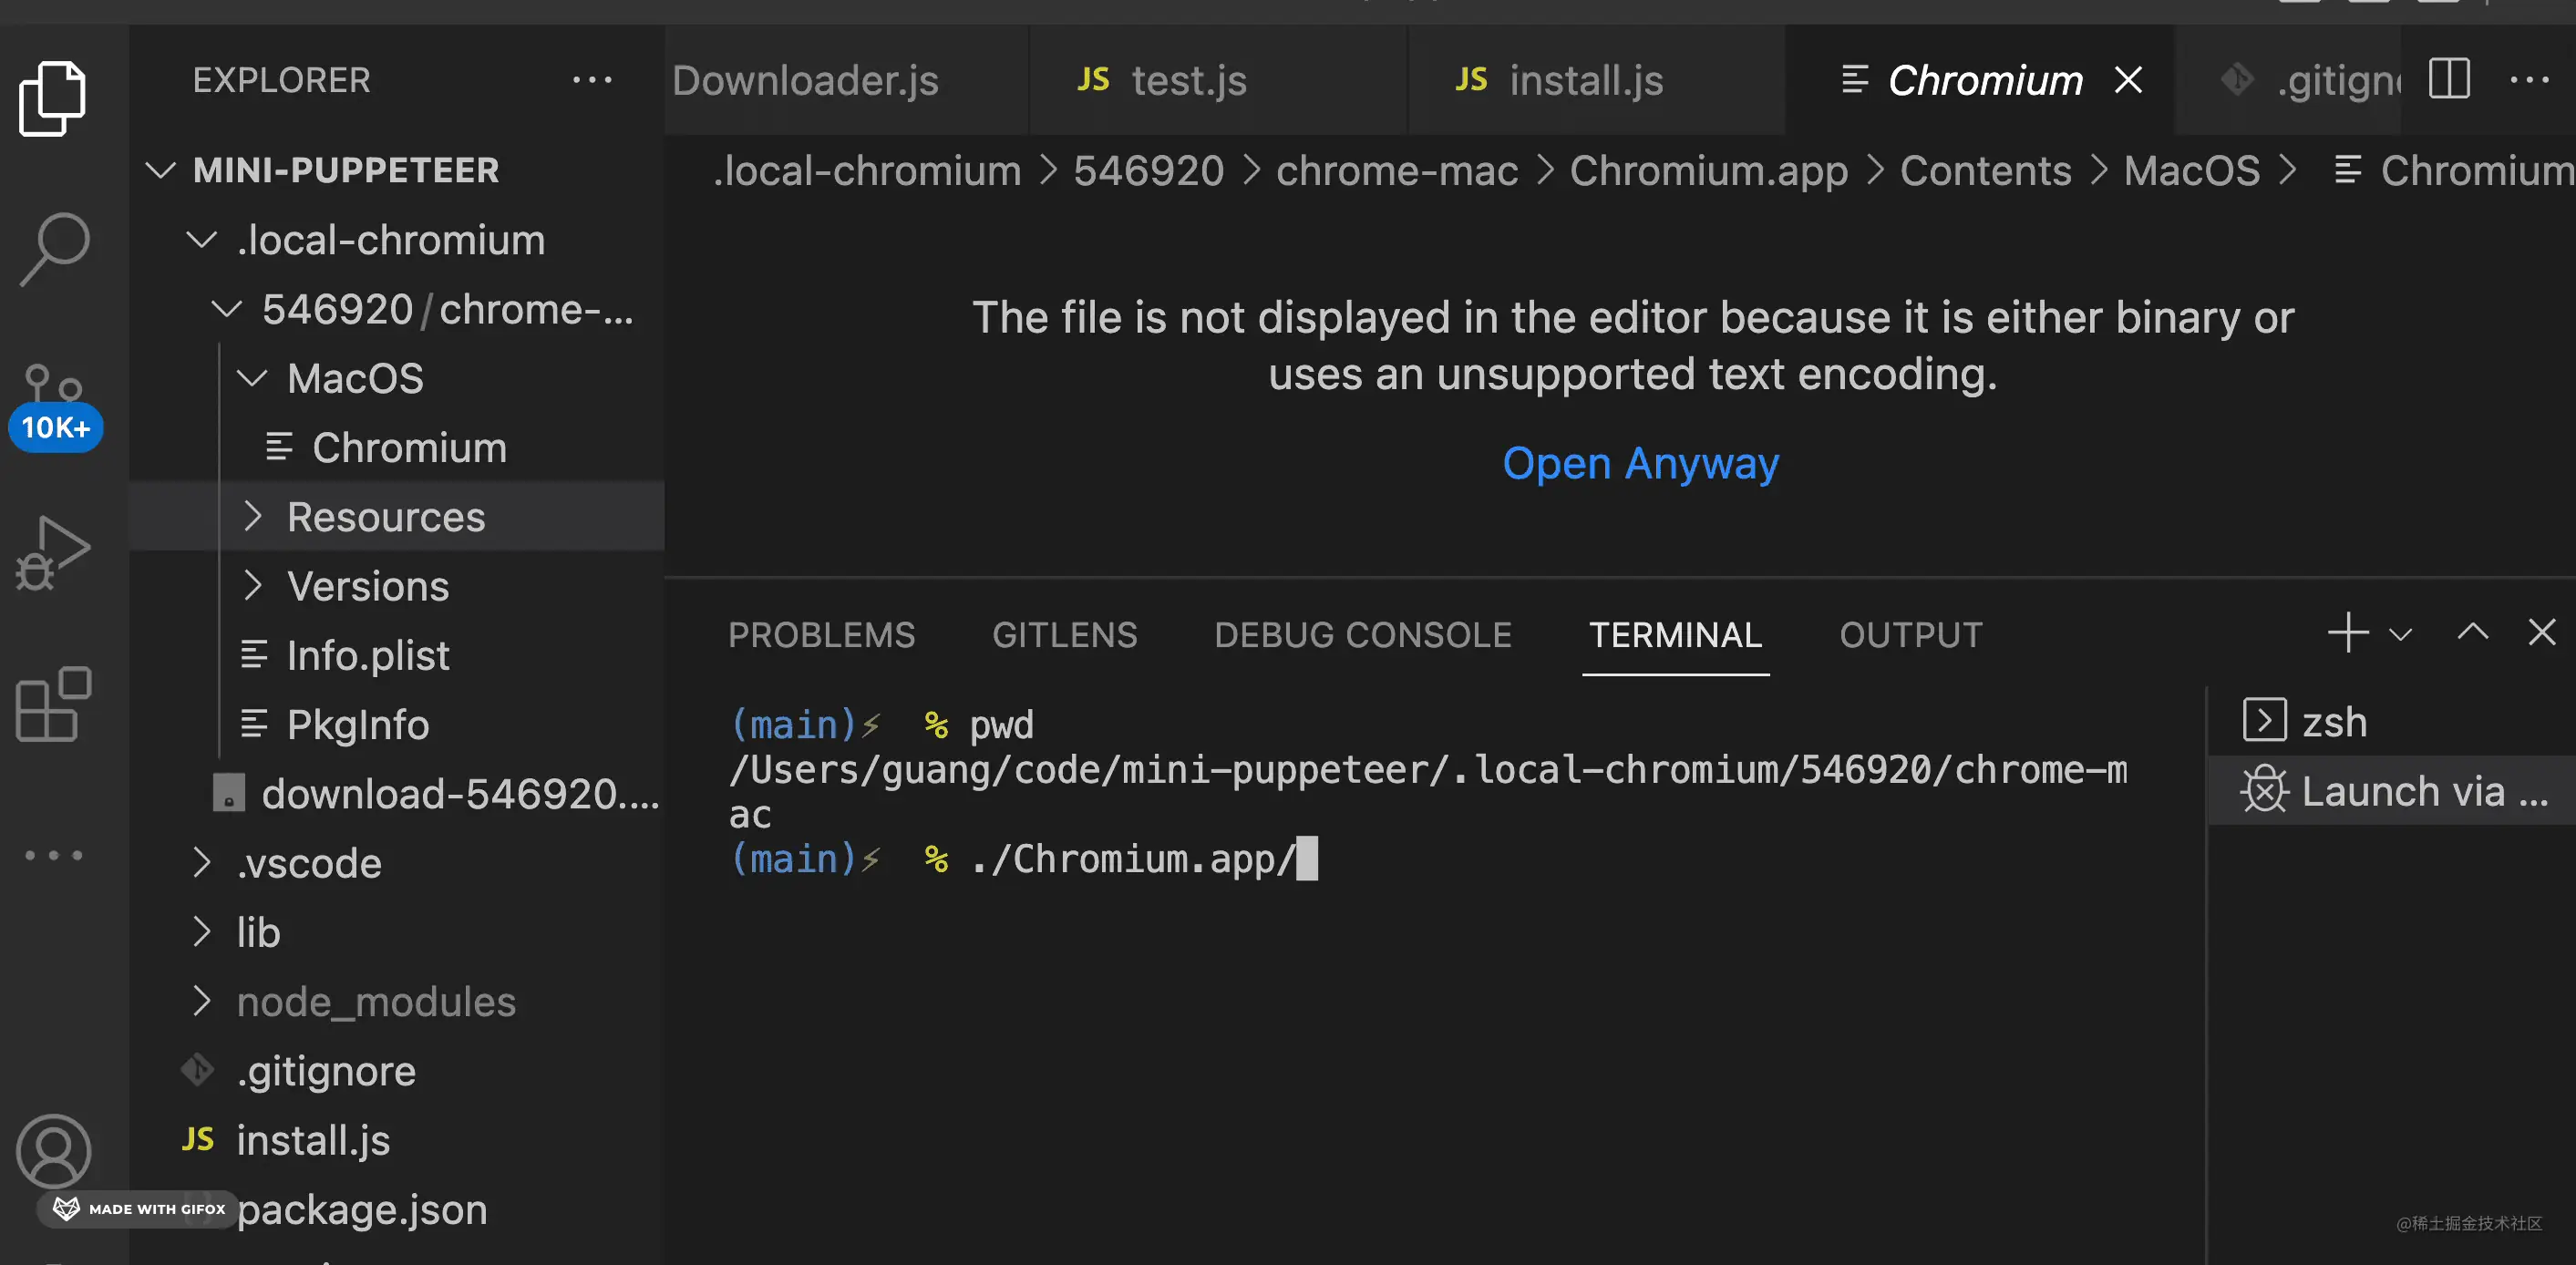 EXPLORER
MINI-PUPPETEER
.local-chromium
546920/chrome-...
MacOS
Chromium
Resources
Versions
Info.plist
PkgInfo
download-546920....
.vscode
lib
node_modules
.gitignore
JS install.js
package.json
10K+
MADE WITH GIFOX
Downloader.js
JS test.js
JS install.js
Chromium
.gitign
.local-chromium > 546920 > chrome-mac > Chromium.app > Contents > MacOS > Chromium
The file is not displayed in the editor because it is either binary or
uses an unsupported text encoding.
Open Anyway
PROBLEMS GITLENS DEBUG CONSOLE TERMINAL OUTPUT
(main)⚡ % pwd
/Users/guang/code/mini-puppeteer/.local-chromium/546920/chrome-m
ac
(main)⚡ % ./Chromium.app/
zsh
Launch via ...
@稀土掘金技术社区